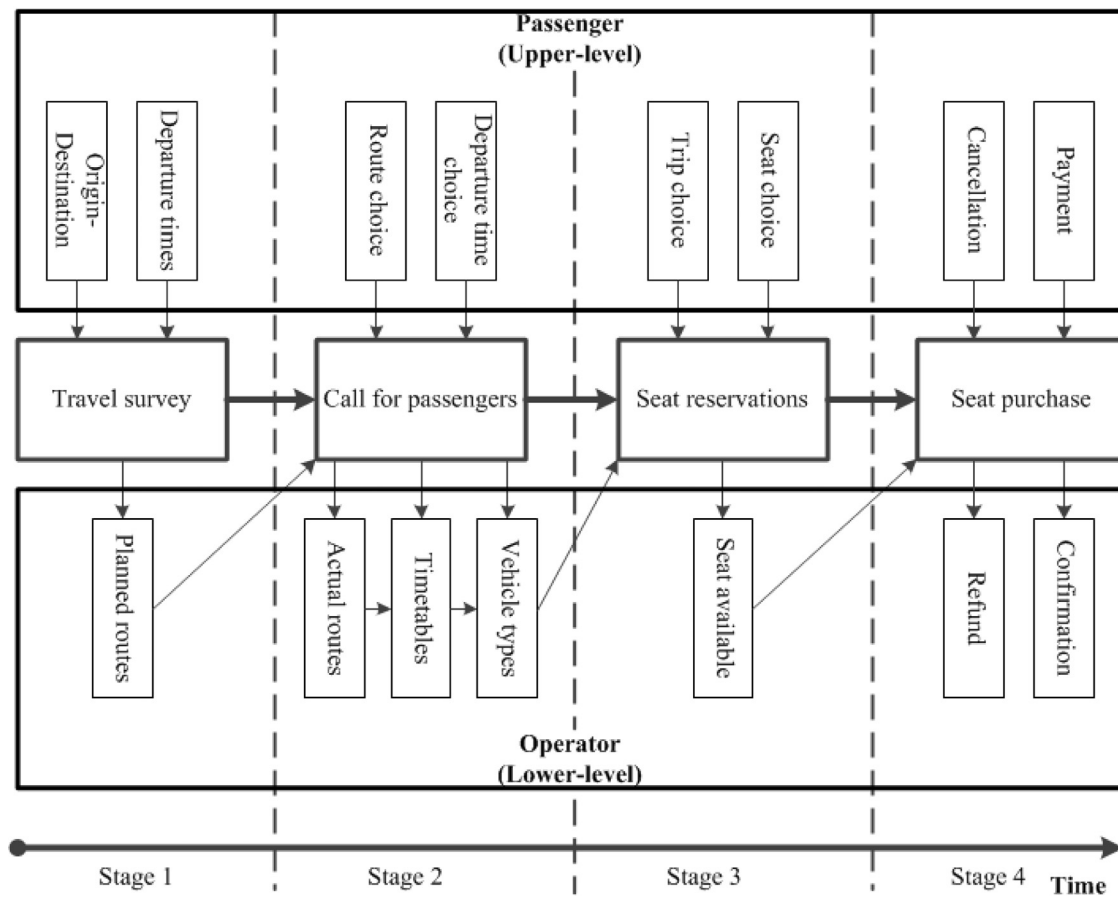 Passenger
(Upper-level)
Origin-
Destination
Departure times
Route choice
Departure time
choice
Trip choice
Seat choice
Cancellation
Payment
Travel survey
Call for passengers
Seat reservations
Seat purchase
Planned routes
Actual routes
Timetables
Vehicle types
Seat available
Refund
Confirmation
Operator
(Lower-level)
Stage 1
Stage 2
Stage 3
Stage 4
Time